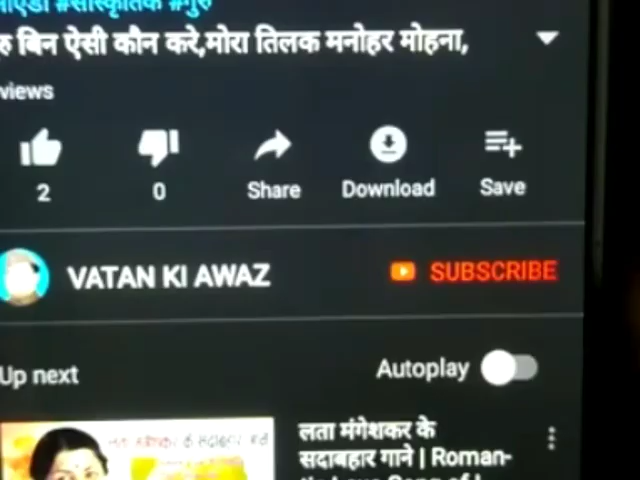 #सांस्कृतिक #गुरु
बिन ऐसी कौन करे,मोरा तिलक मनोहर मोहना,
views
2
0
Share
Download
Save
VATAN KI AWAZ
SUBSCRIBE
Up next
Autoplay
लता मंगेशकर के
सदाबहार गाने | Roman-